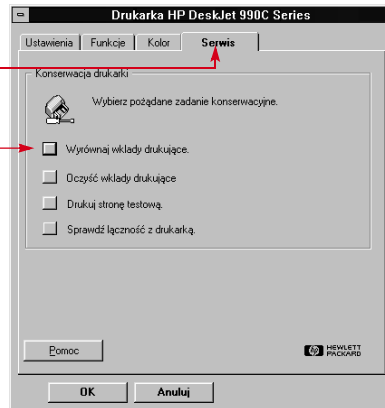 Drukarka HP DeskJet 990C Series
Ustawienia Funkcje Kolor Serwis
Konserwacja drukarki
Wybierz pożądane zadanie konserwacyjne.
Wyrównaj wkłady drukujące.
Oczyść wkłady drukujące
Drukuj stronę testową.
Sprawdź łączność z drukarką.
Pomoc
hp HEWLETT
PACKARD
OK Anuluj